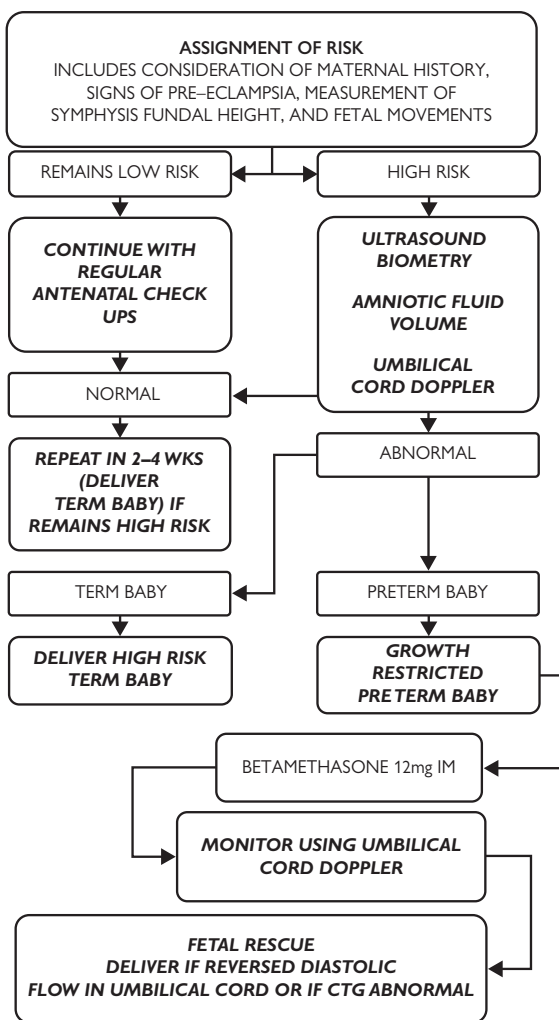 ASSIGNMENT OF RISK
INCLUDES CONSIDERATION OF MATERNAL HISTORY,
SIGNS OF PRE–ECLAMPSIA, MEASUREMENT OF
SYMPHYSIS FUNDAL HEIGHT, AND FETAL MOVEMENTS
REMAINS LOW RISK
HIGH RISK
CONTINUE WITH
REGULAR
ANTENATAL CHECK
UPS
ULTRASOUND
BIOMETRY
AMNIOTIC FLUID
VOLUME
UMBILICAL
CORD DOPPLER
NORMAL
ABNORMAL
REPEAT IN 2–4 WKS
(DELIVER
TERM BABY) IF
REMAINS HIGH RISK
TERM BABY
PRETERM BABY
DELIVER HIGH RISK
TERM BABY
GROWTH
RESTRICTED
PRETERM BABY
BETAMETHASONE 12mg IM
MONITOR USING UMBILICAL
CORD DOPPLER
FETAL RESCUE
DELIVER IF REVERSED DIASTOLIC
FLOW IN UMBILICAL CORD OR IF CTG ABNORMAL